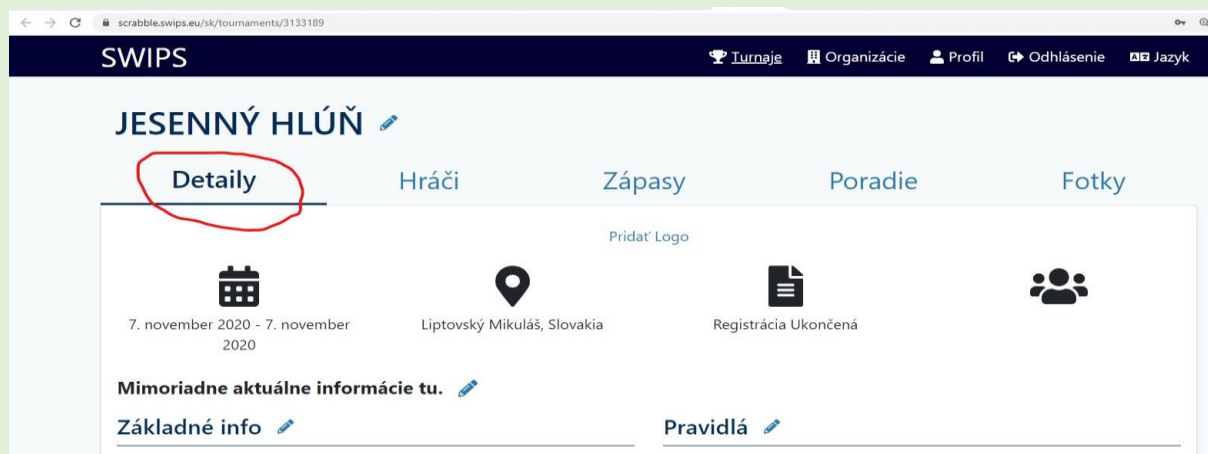 scrabble.swips.eu/sk/tournaments/3133189
SWIPS Turnaje Organizácie Profil Odhlásenie Jazyk
JESENNÝ HLÚŇ
Detaily Hráči Zápasy Poradie Fotky
Pridať Logo
7. november 2020 - 7. november 2020
Liptovský Mikuláš, Slovakia
Registrácia Ukončená
Mimoriadne aktuálne informácie tu.
Základné info Pravidlá